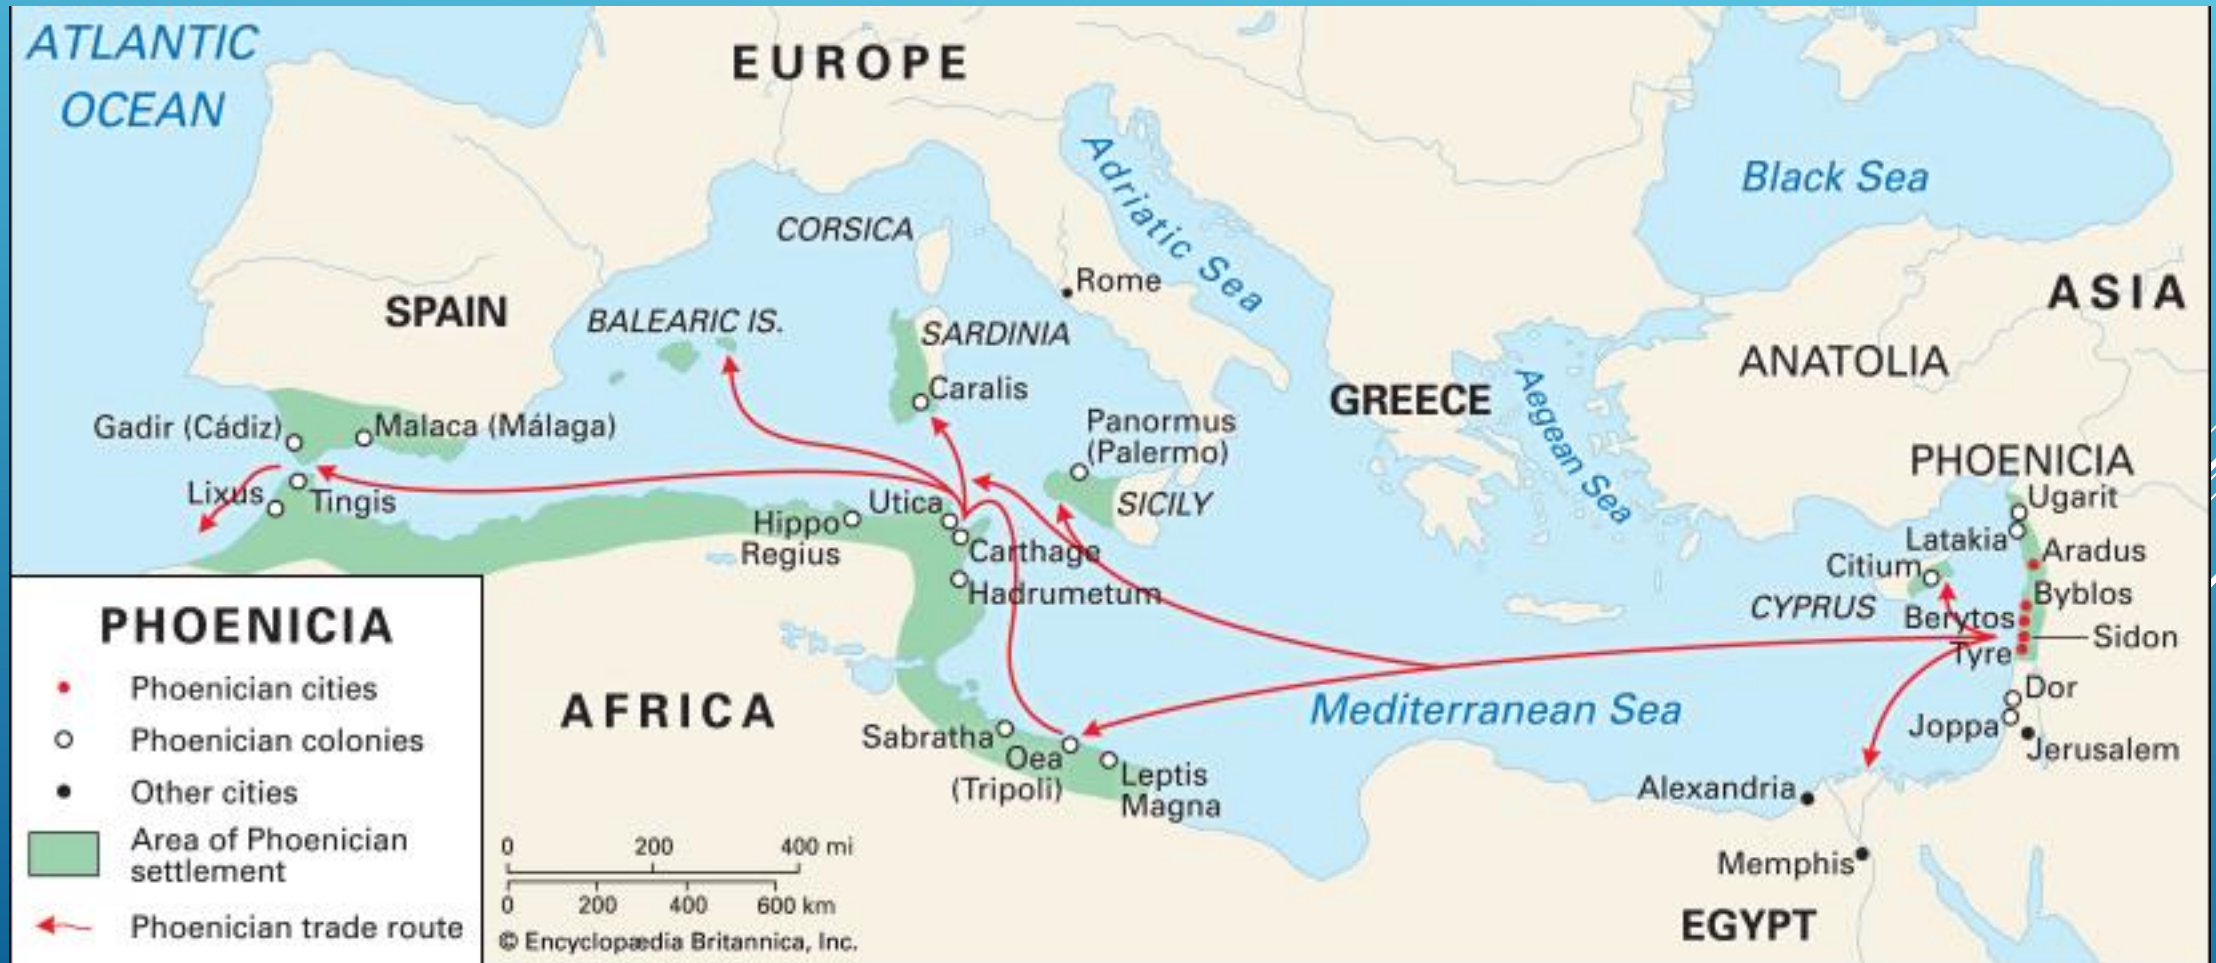 ATLANTIC
OCEAN
EUROPE
Adriatic Sea
Black Sea
CORSICA
Rome
ASIA
SPAIN
BALEARIC IS.
SARDINIA
ANATOLIA
Caralis
GREECE
Aegean Sea
Gadir (Cádiz)
Malaca (Málaga)
Panormus
(Palermo)
PHOENICIA
Lixus
Tingis
Utica
SICILY
Ugarit
Hippo
Regius
Carthage
Latakia
Aradus
Citium
Hadrumetum
Byblos
CYPRUS
Berytos
Sidon
Tyre
AFRICA
Mediterranean Sea
Dor
Joppa
Jerusalem
Sabratha
Oea
(Tripoli)
Leptis
Magna
Alexandria
Memphis
EGYPT
PHOENICIA
Phoenician cities
Phoenician colonies
Other cities
Area of Phoenician
settlement
Phoenician trade route
0 200 400 mi
0 200 400 600 km
© Encyclopædia Britannica, Inc.